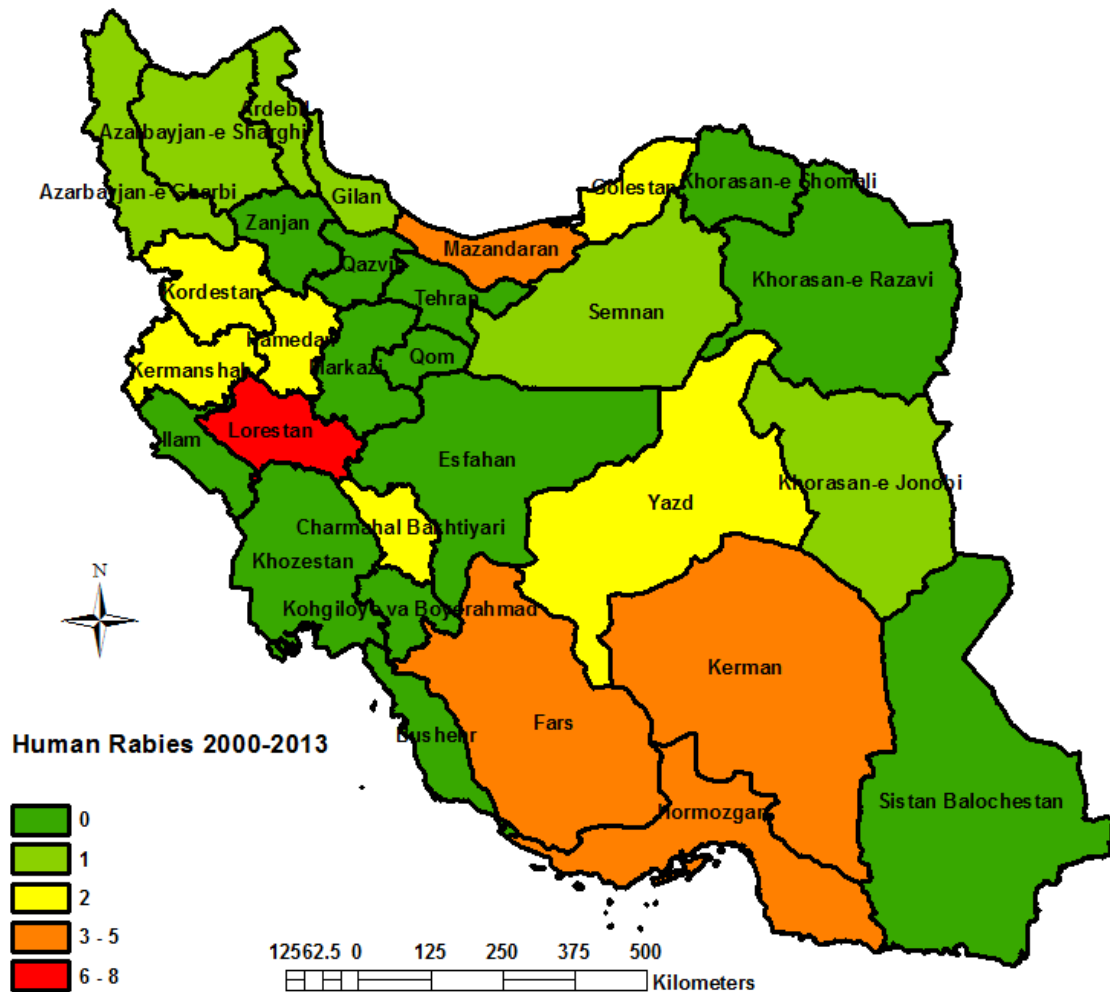 Ardebil
Azarbayjan-e Sharghi
Azarbayjan-e Gharbi
Gilan
Golestan
Khorasan-e Shomali
Zanjan
Mazandaran
Qazvin
Khorasan-e Razavi
Kordestan
Tehran
Semnan
Hamedan
Qom
Kermanshah
Markazi
Lorestan
Ilam
Esfahan
Khorasan-e Jonobi
Yazd
Charmahal Bakhtiyari
Khozestan
N
Kohgiloye va Boyerahmad
Kerman
Fars
Bushehr
Human Rabies 2000-2013
Sistan Balochestan
Hormozgan
0
1
2
3 - 5
6 - 8
12562.5 0 125 250 375 500
Kilometers